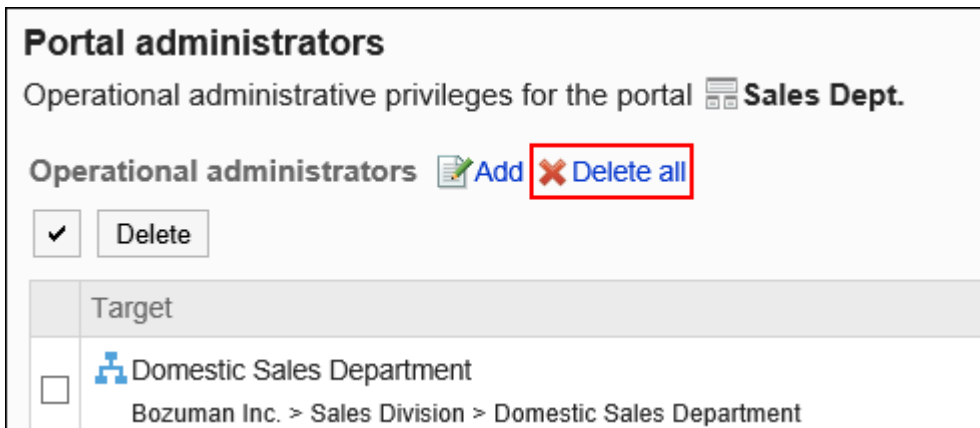 Portal administrators
Operational administrative privileges for the portal Sales Dept.
Operational administrators Add Delete all
Delete
Target
Domestic Sales Department
Bozuman Inc. > Sales Division > Domestic Sales Department